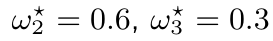 ω₂⋆ = 0.6, ω₃⋆ = 0.3